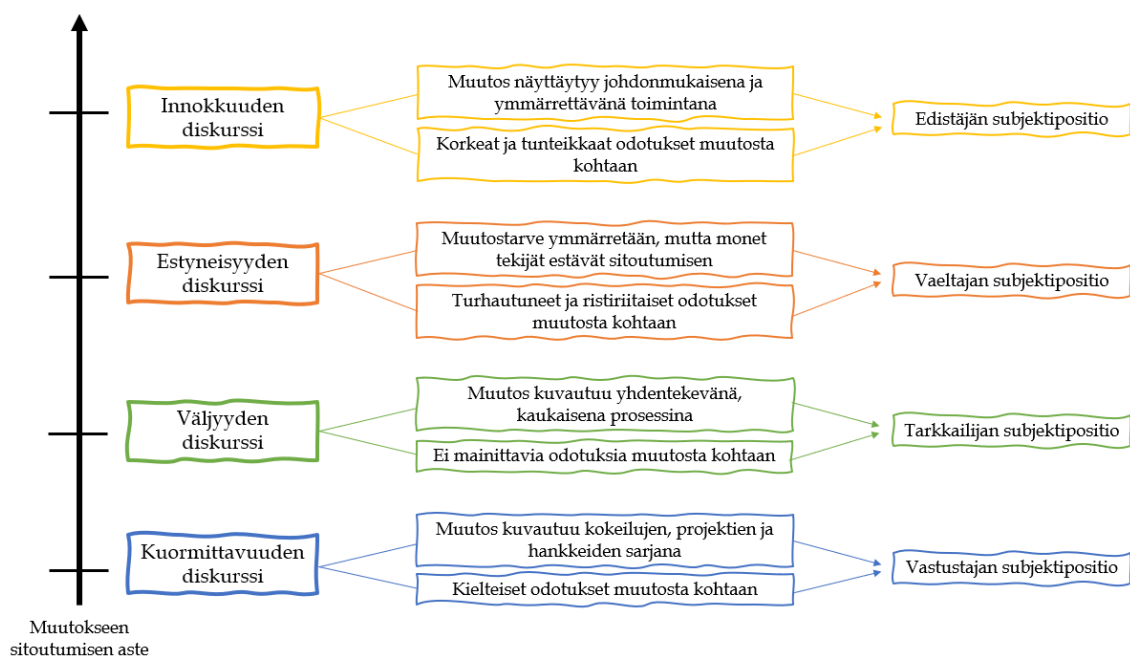 Innokkuuden
diskurssi
Muutos näyttäytyy johdonmukaisena ja
ymmärrettävänä toimintana
Korkeat ja tunteikkaat odotukset muutosta
kohtaan
Edistäjän subjektipositio
Estyneisyyden
diskurssi
Muutostarve ymmärretään, mutta monet
tekijät estävät sitoutumisen
Turhautuneet ja ristiriitaiset odotukset
muutosta kohtaan
Vaeltajan subjektipositio
Väljyyden
diskurssi
Muutos kuvautuu yhdentekevänä,
kaukaisena prosessina
Ei mainittavia odotuksia muutosta kohtaan
Tarkkailijan subjektipositio
Kuormittavuuden
diskurssi
Muutos kuvautuu kokeilujen, projektien ja
hankkeiden sarjana
Kielteiset odotukset muutosta kohtaan
Vastustajan subjektipositio
Muutokseen
sitoutumisen aste